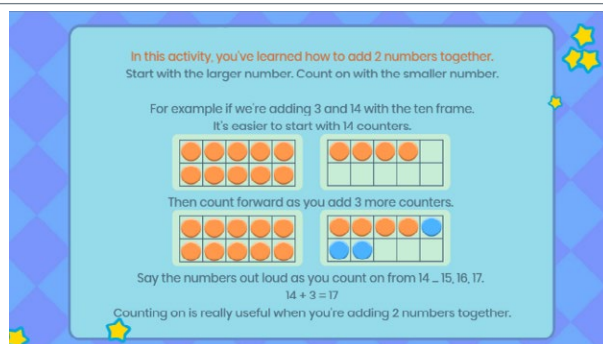 In this activity, you've learned how to add 2 numbers together.
Start with the larger number. Count on with the smaller number.
For example if we're adding 3 and 14 with the ten frame.
It's easier to start with 14 counters.
Then count forward as you add 3 more counters.
Say the numbers out loud as you count on from 14 ... 15, 16, 17.
14 + 3 = 17
Counting on is really useful when you're adding 2 numbers together.